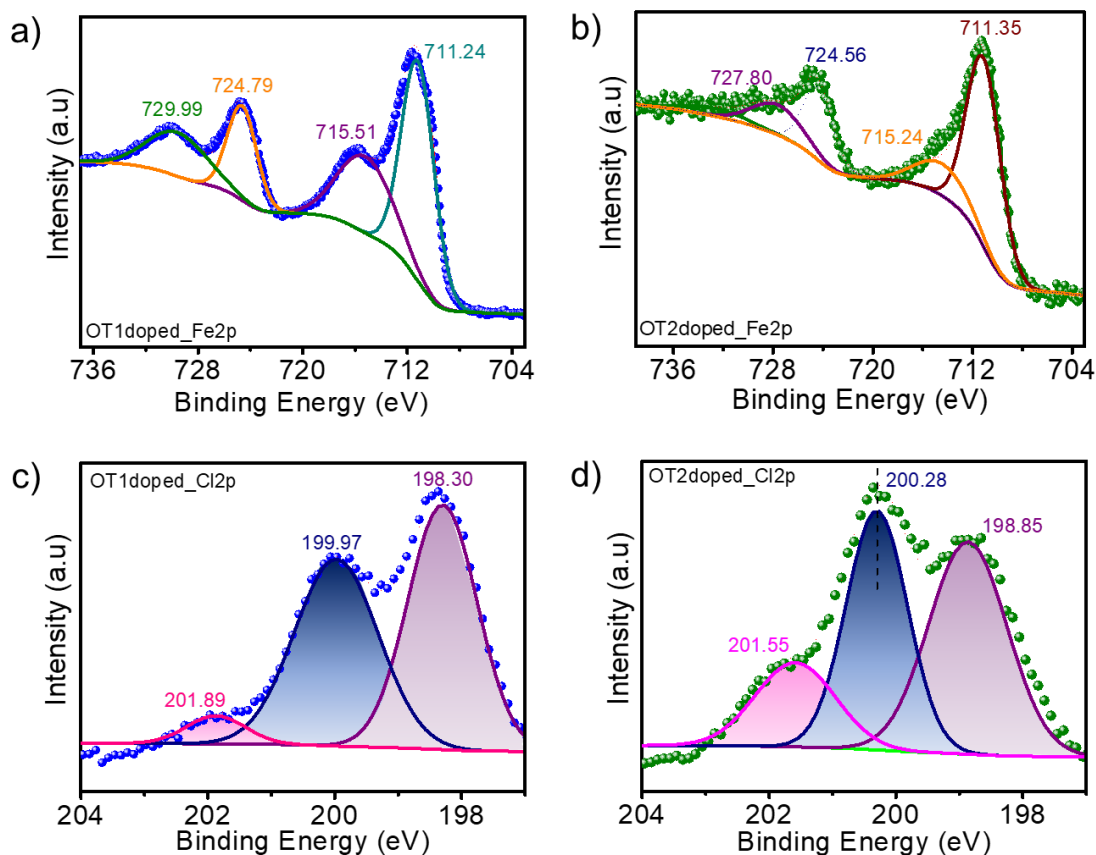 a)
711.24
724.79
729.99
715.51
Intensity (a.u)
OT1doped_Fe2p
736 728 720 712 704
Binding Energy (eV)
b)
711.35
724.56
727.80
715.24
Intensity (a.u)
OT2doped_Fe2p
736 728 720 712 704
Binding Energy (eV)
c)
OT1doped_Cl2p
198.30
199.97
201.89
Intensity (a.u)
204 202 200 198
Binding Energy (eV)
d)
OT2doped_Cl2p
200.28
198.85
201.55
Intensity (a.u)
204 202 200 198
Binding Energy (eV)